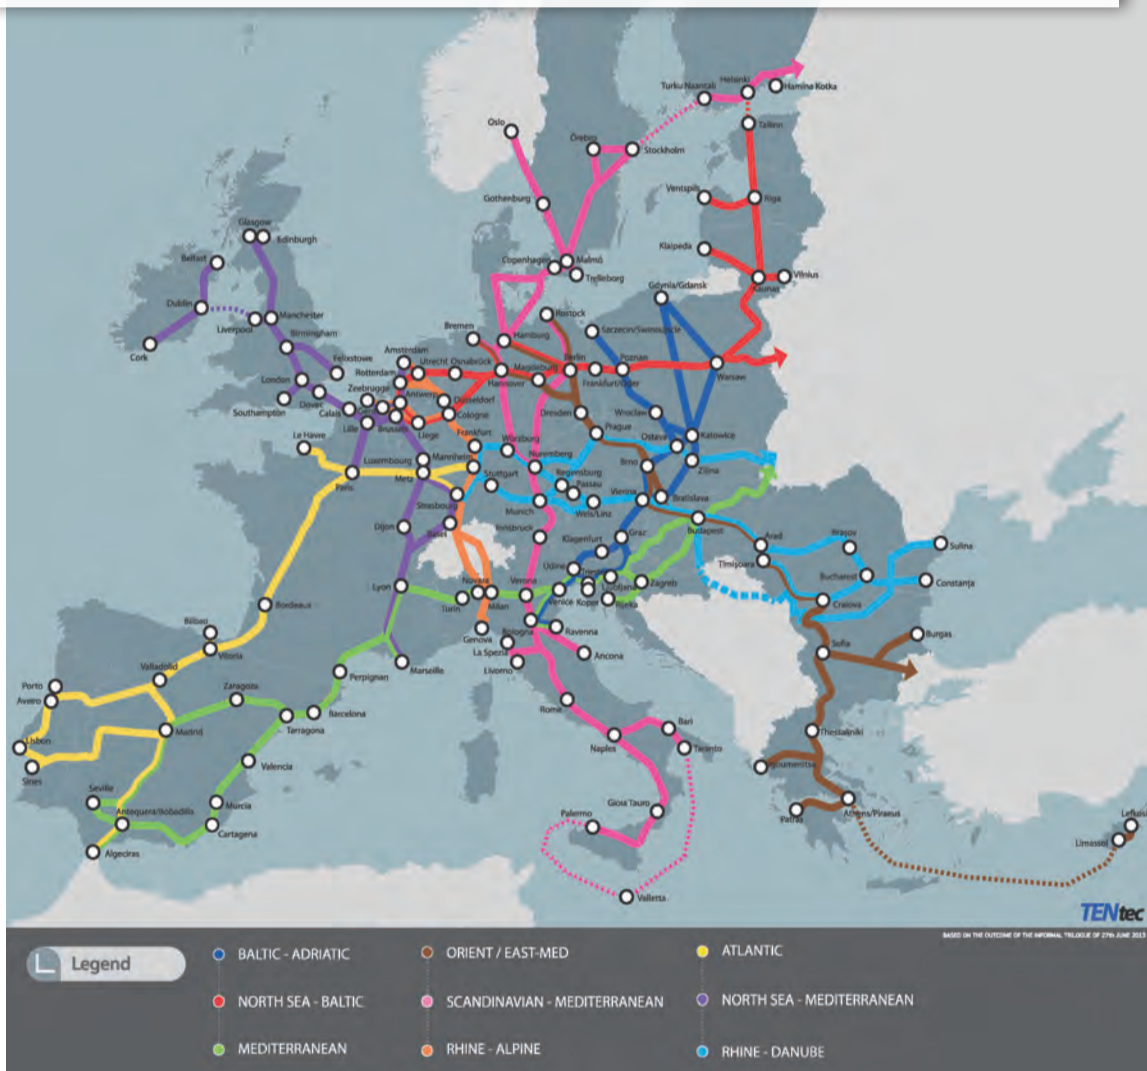 Helsinki
Turku Naantali
Hamina Kotka
Oslo
Tallinn
Örebro
Stockholm
Ventspils
Riga
Gothenburg
Glasgow
Edinburgh
Klaipeda
Belfast
Copenhagen
Malmö
Trelleborg
Vilnius
Kaunas
Gdynia/Gdansk
Dublin
Liverpool
Manchester
Rostock
Szczecin/Swinoujscie
Cork
Birmingham
Bremen
Hamburg
Felixstowe
Amsterdam
Utrecht
Osnabrück
Magdeburg
Berlin
Poznan
Warsaw
Rotterdam
Hannover
Frankfurt/Oder
London
Zeebrugge
Antwerp
Düsseldorf
Southampton
Dover
Calais
Cologne
Dresden
Wroclaw
Lille
Brussels
Liege
Prague
Ostava
Katowice
Le Havre
Frankfurt
Würzburg
Luxembourg
Mannheim
Nuremberg
Brno
Zilina
Paris
Metz
Stuttgart
Regensburg
Passau
Strasbourg
Munich
Wels/Linz
Vienna
Bratislava
Dijon
Basel
Innsbruck
Budapest
Klagenfurt
Graz
Arad
Brașov
Sulina
Timișoara
Udine
Lyon
Novara
Verona
Ljubljana
Zagreb
Bucharest
Constanța
Turin
Milan
Venice
Koper
Rijeka
Craiova
Bordeaux
Genova
Bologna
Ravenna
Bilbao
La Spezia
Ancona
Burgas
Sofia
Vitoria
Livorno
Marseille
Valladolid
Perpignan
Porto
Zaragoza
Aveiro
Rome
Barcelona
Tarragona
Madrid
Bari
Lisbon
Naples
Taranto
Thessaliniki
Sines
Valencia
Igoumenitsa
Seville
Murcia
Gioia Tauro
Antequera/Bobadilla
Palermo
Patras
Athens/Piraeus
Cartagena
Limassol
Algeciras
Valletta
TENtec
BASED ON THE OUTCOME OF THE INFORMAL TRILOGUE OF 27th JUNE 2013
Legend
BALTIC - ADRIATIC
ORIENT / EAST-MED
ATLANTIC
NORTH SEA - BALTIC
SCANDINAVIAN - MEDITERRANEAN
NORTH SEA - MEDITERRANEAN
MEDITERRANEAN
RHINE - ALPINE
RHINE - DANUBE